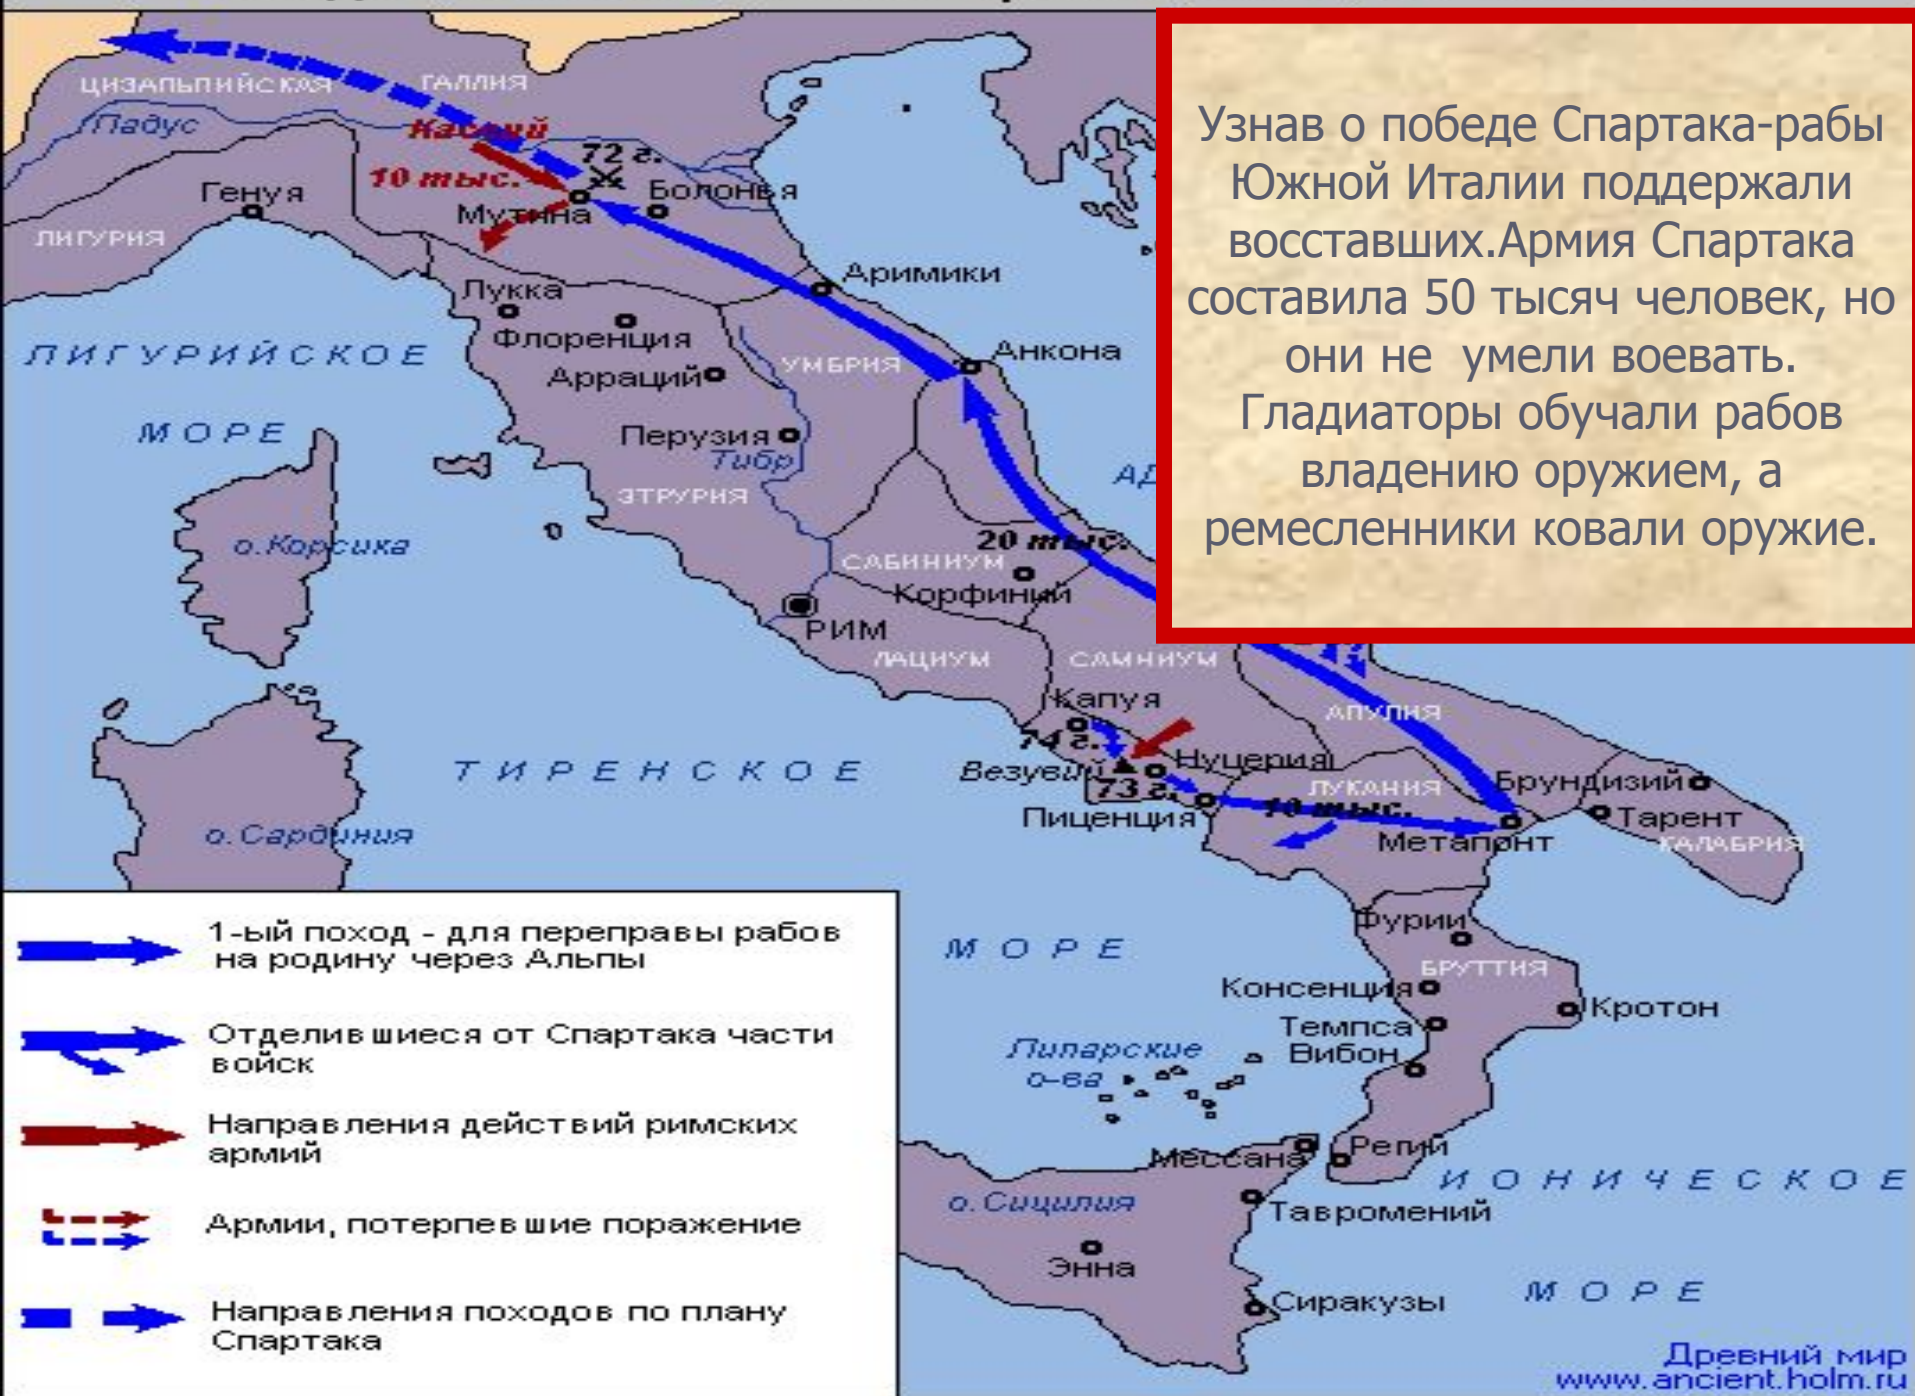 Узнав о победе Спартака-рабы
Южной Италии поддержали
восставших.Армия Спартака
составила 50 тысяч человек, но
они не умели воевать.
Гладиаторы обучали рабов
владению оружием, а
ремесленники ковали оружие.
ЦИЗАЛЬПИЙСКАЯ
ГАЛЛИЯ
Падус
Кассий
72 г.
10 тыс.
Болонья
Генуя
Мутина
ЛИГУРИЯ
Аримики
Лукка
Флоренция
ЛИГУРИЙСКОЕ
Анкона
УМБРИЯ
Арраций
МОРЕ
Перузия
Тибр
АД
ЭТРУРИЯ
о.Корсика
20 тыс.
САБИНИУМ
Корфиний
РИМ
ЛАЦИУМ
САМНИУМ
Капуя
АПУЛИЯ
74 г.
ТИРЕНСКОЕ
Везувий
Нуцерия
73 г.
ЛУКАНИЯ
Брундизий
10 тыс.
Пиценция
Тарент
о.Сардиния
Метапонт
КАЛАБРИЯ
Фурии
МОРЕ
БРУТТИЯ
Консенция
Кротон
Темпса
Вибон
Липарские
о-ва
Мессана
Регий
ИОНИЧЕСКОЕ
о.Сицилия
Тавромений
Энна
МОРЕ
Сиракузы
1-ый поход - для переправы рабов
на родину через Альпы
Отделившиеся от Спартака части
войск
Направления действий римских
армий
Армии, потерпевшие поражение
Направления походов по плану
Спартака
Древний мир
www.ancient.holm.ru